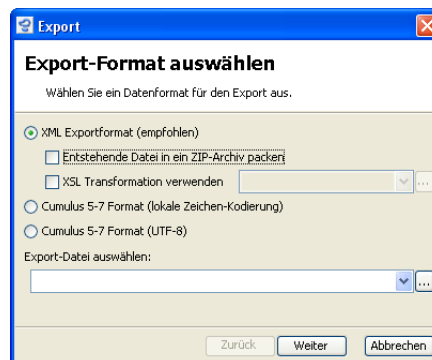 Export
Export-Format auswählen
Wählen Sie ein Datenformat für den Export aus.
XML Exportformat (empfohlen)
Entstehende Datei in ein ZIP-Archiv packen
XSL Transformation verwenden ...
Cumulus 5-7 Format (lokale Zeichen-Kodierung)
Cumulus 5-7 Format (UTF-8)
Export-Datei auswählen:
...
Zurück Weiter Abbrechen